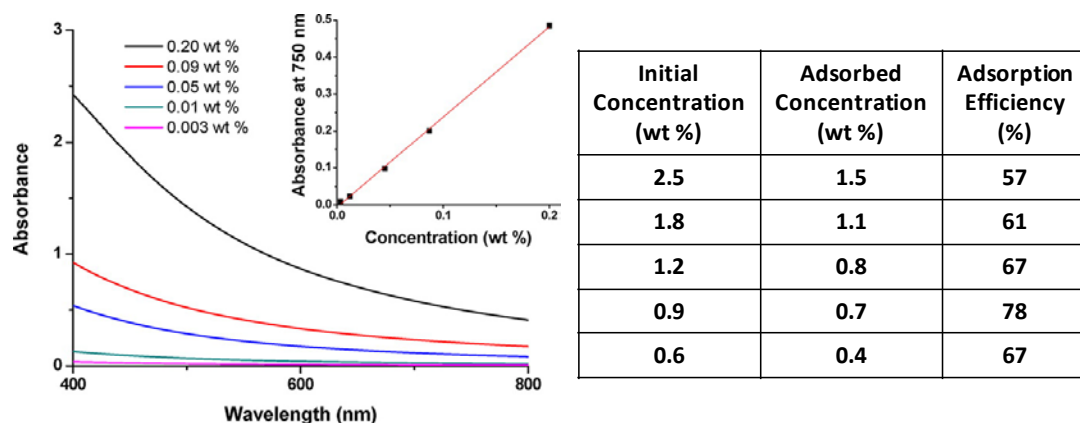 3
2
1
0
Absorbance
0.20 wt %
0.09 wt %
0.05 wt %
0.01 wt %
0.003 wt %
400
600
800
Wavelength (nm)
0.5
0.4
0.3
0.2
0.1
0.0
Absorbance at 750 nm
0.0
0.1
0.2
Concentration (wt %)
Initial Concentration (wt %) Adsorbed Concentration (wt %) Adsorption Efficiency (%)
2.5 1.5 57
1.8 1.1 61
1.2 0.8 67
0.9 0.7 78
0.6 0.4 67